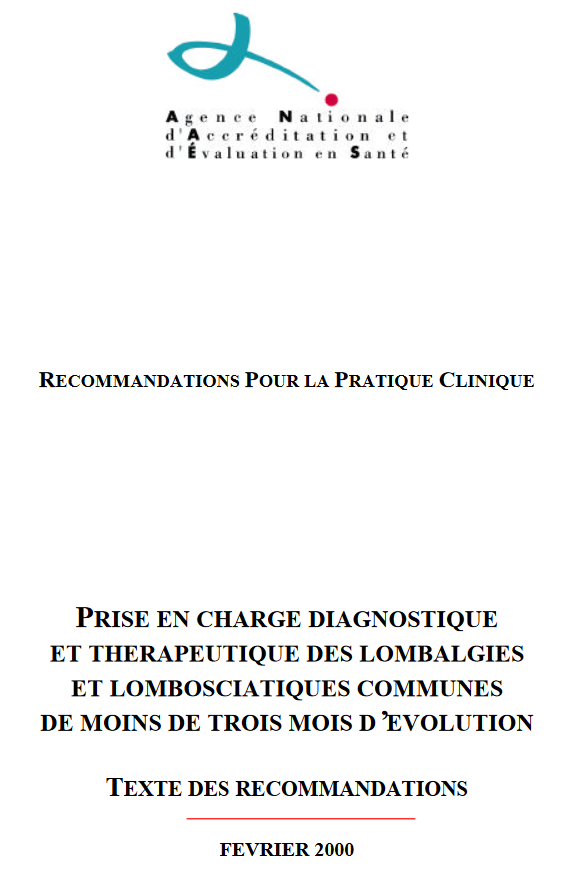 Agence Nationale
d'Accréditation et
d'Évaluation en Santé
RECOMMANDATIONS POUR LA PRATIQUE CLINIQUE
PRISE EN CHARGE DIAGNOSTIQUE
ET THERAPEUTIQUE DES LOMBALGIES
ET LOMBOSCIATIQUES COMMUNES
DE MOINS DE TROIS MOIS D’EVOLUTION
TEXTE DES RECOMMANDATIONS
FEVRIER 2000